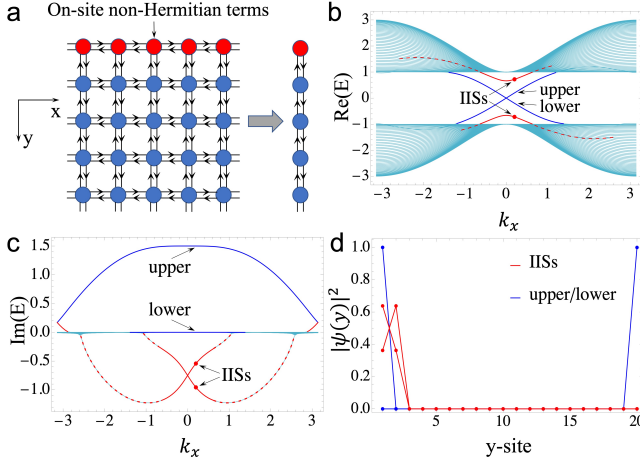 a
On-site non-Hermitian terms
x
y
b
Re(E)
3
2
1
0
−1
−2
−3
IISs
upper
lower
−3 −2 −1 0 1 2 3
kx
c
Im(E)
1.5
1.0
0.5
0.0
−0.5
−1.0
upper
lower
IISs
−3 −2 −1 0 1 2 3
kx
d
|ψ(y)|²
1.0
0.8
0.6
0.4
0.2
0.0
IISs
upper/lower
5 10 15 20
y-site